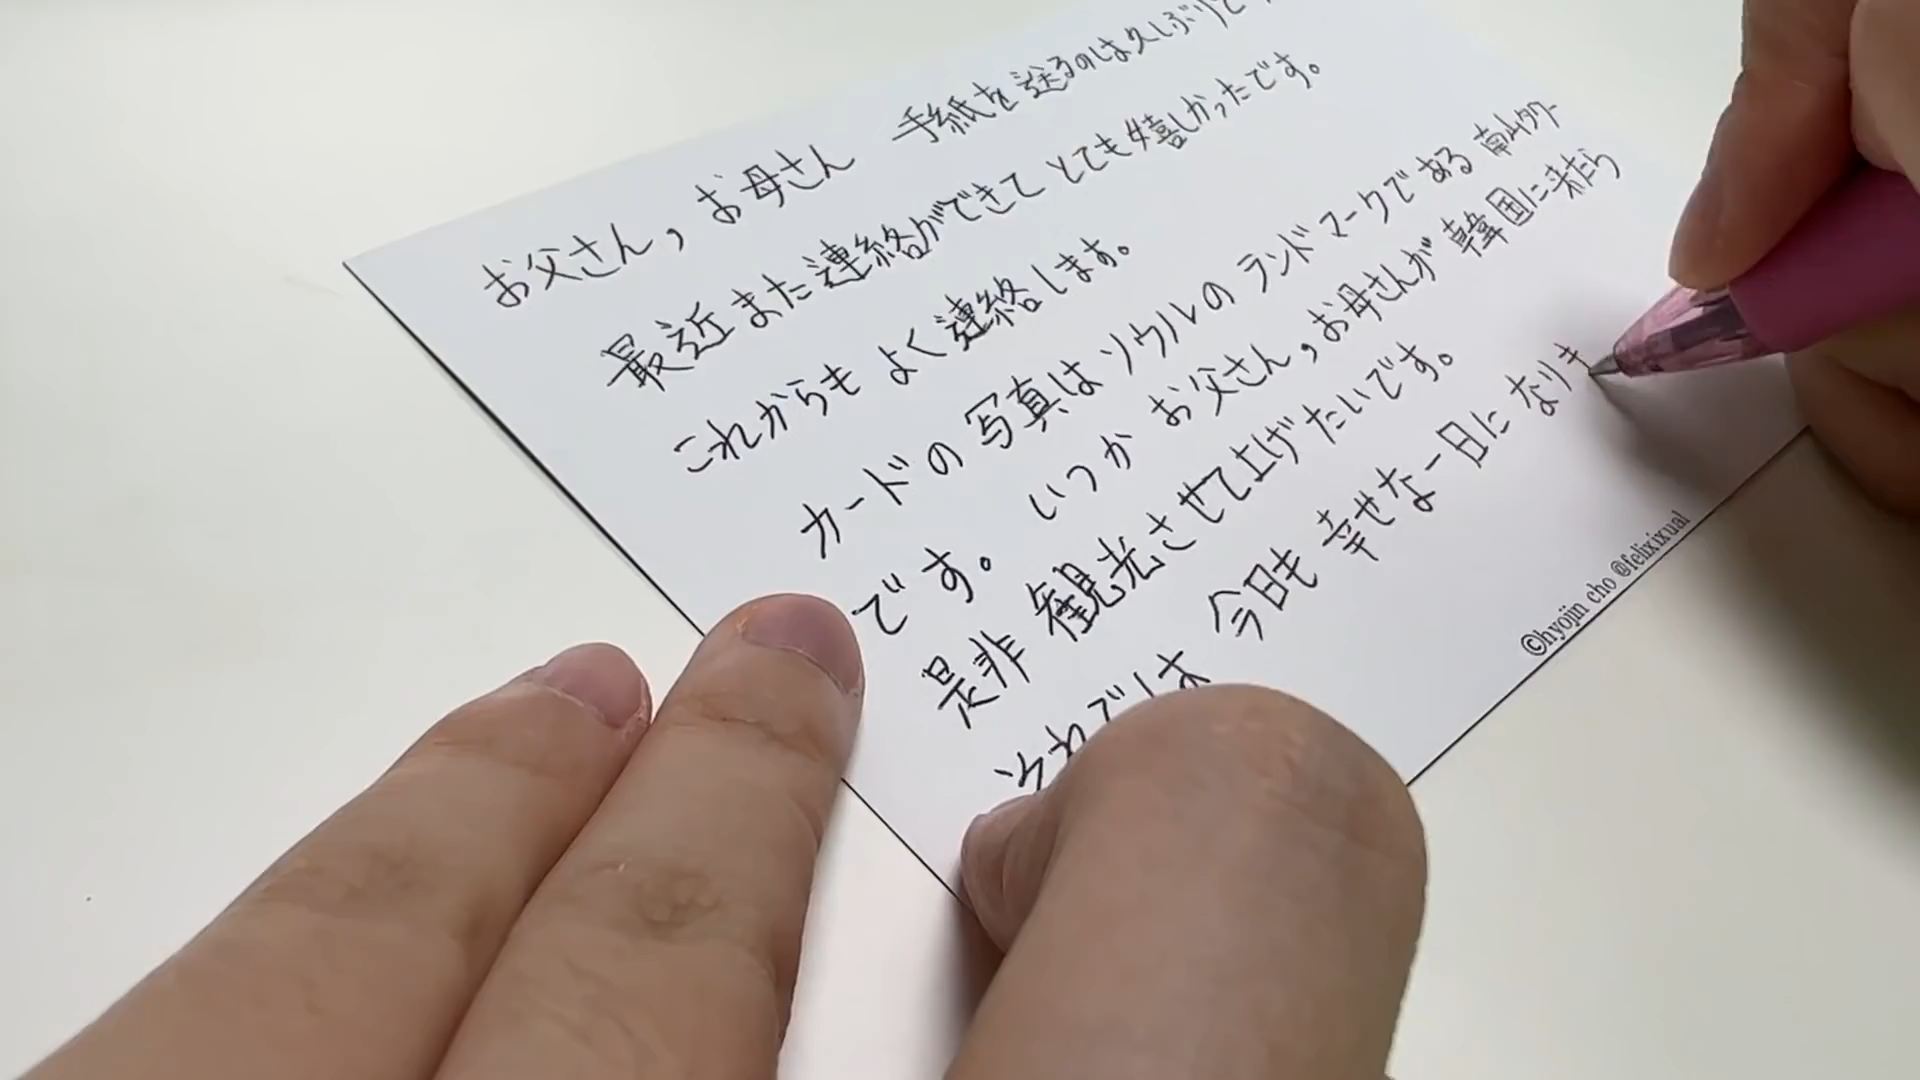 お父さん，お母さん 手紙を送るのは久しぶりで
最近また連絡ができてとても嬉しかったです。
これからも よく連絡します。
カードの写真はソウルのランドマークである南山タワー
です。 いつか お父さん，お母さんが韓国に来たら
是非 観光させて上げたいです。
それでは 今日も 幸せな一日に なりま
©hyojin cho @felixixual